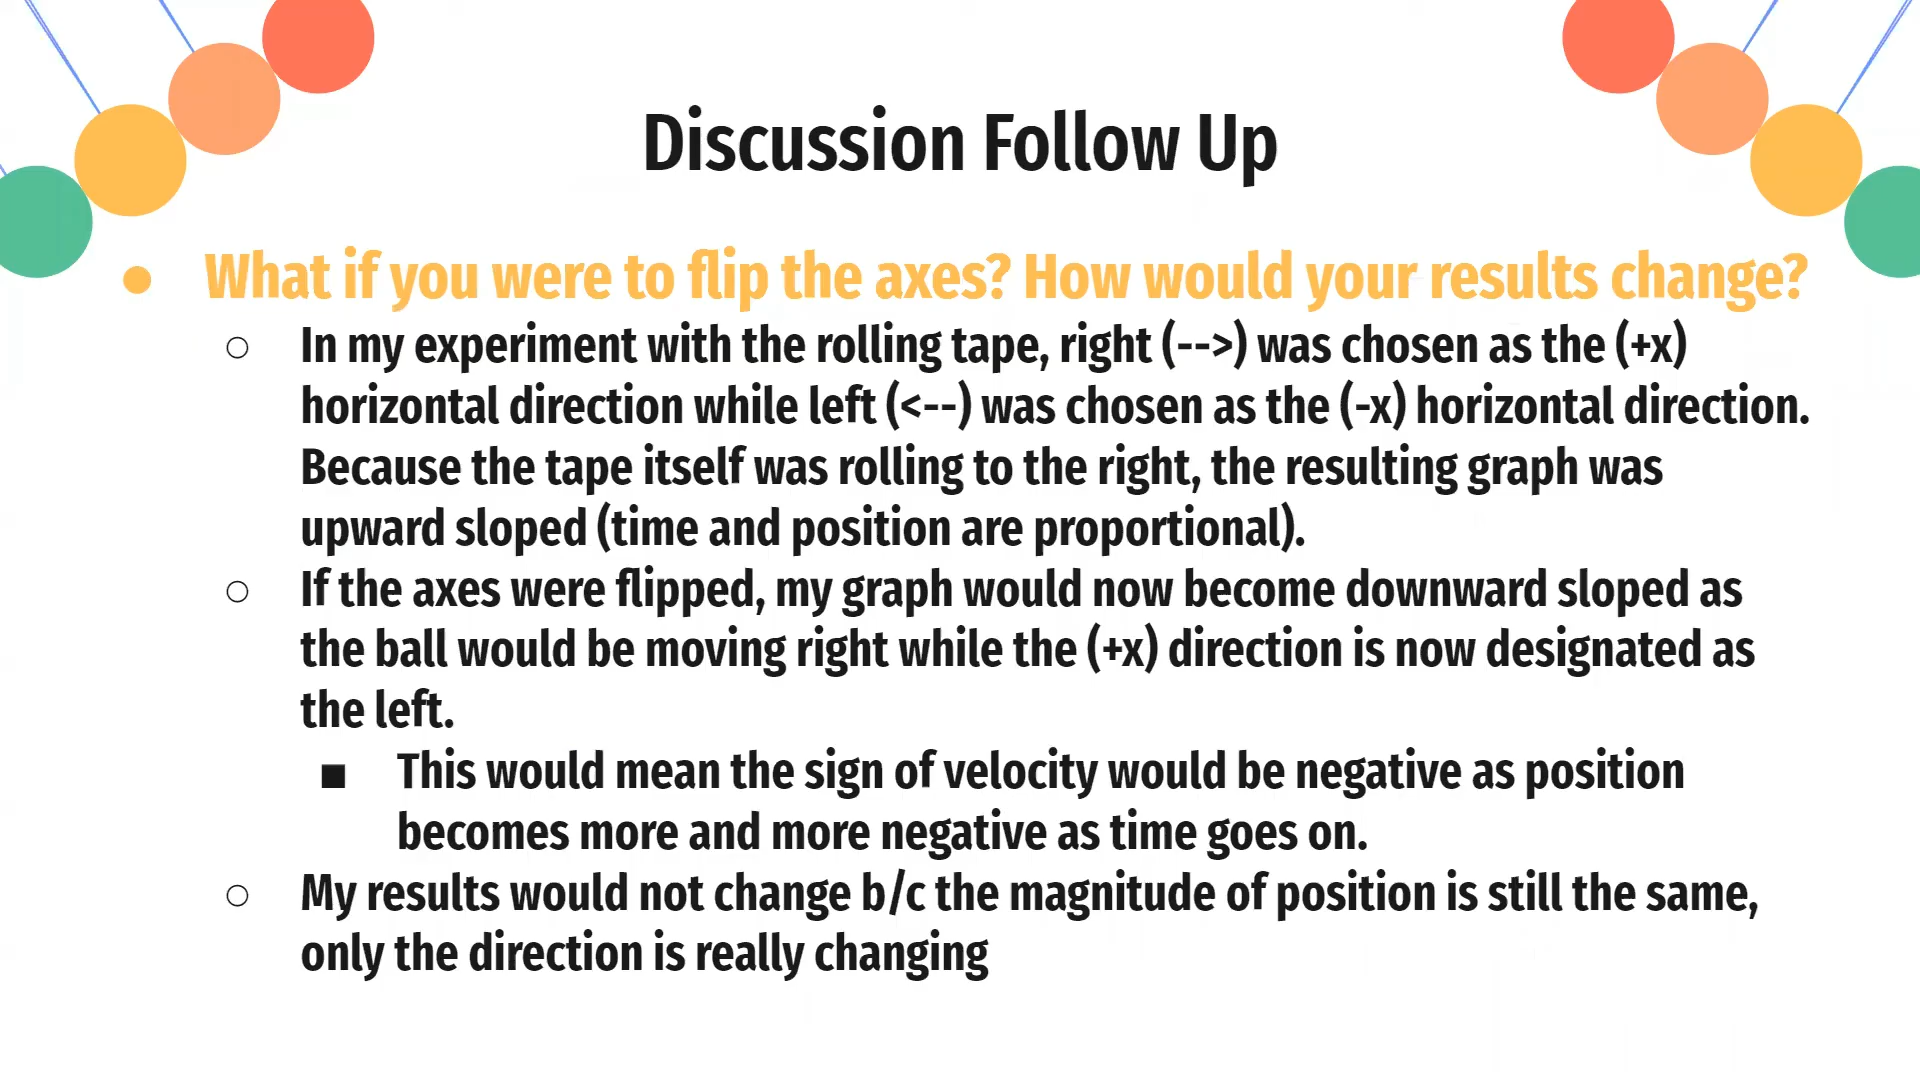 Discussion Follow Up
● What if you were to flip the axes? How would your results change?
○ In my experiment with the rolling tape, right (-->) was chosen as the (+x)
horizontal direction while left (<--) was chosen as the (-x) horizontal direction.
Because the tape itself was rolling to the right, the resulting graph was
upward sloped (time and position are proportional).
○ If the axes were flipped, my graph would now become downward sloped as
the ball would be moving right while the (+x) direction is now designated as
the left.
■ This would mean the sign of velocity would be negative as position
becomes more and more negative as time goes on.
○ My results would not change b/c the magnitude of position is still the same,
only the direction is really changing